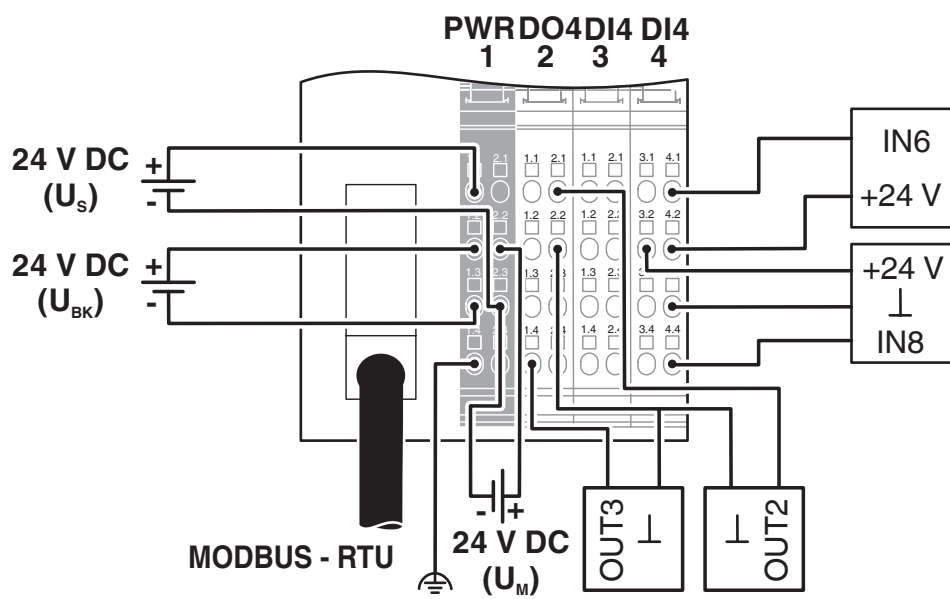 PWR DO4 DI4 DI4
1 2 3 4
24 V DC
(US)
+
-
24 V DC
(UBK)
+
-
2.1 1.1 2.1 1.1 2.1 3.1 4.1
1.2 2.2 1.2 2.2 1.2 2.2 3.2 4.2
1.3 2.3 1.3 1.3 2.3
1.4 1.4 2.4 1.4 2.4 3.4 4.4
IN6
+24 V
+24 V
IN8
MODBUS - RTU
- +
24 V DC
(UM)
OUT3
OUT2